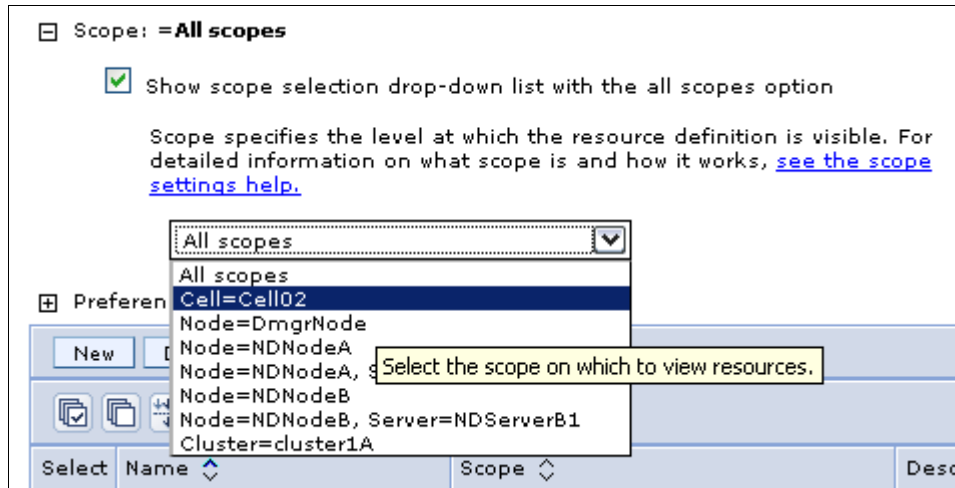 Scope: =All scopes
Show scope selection drop-down list with the all scopes option
Scope specifies the level at which the resource definition is visible. For
detailed information on what scope is and how it works, see the scope
settings help.
All scopes
All scopes
Cell=Cell02
Node=DmgrNode
Node=NDNodeA
Node=NDNodeA,
Node=NDNodeB
Node=NDNodeB, Server=NDServerB1
Cluster=cluster1A
Select the scope on which to view resources.
Preferen
New
Select Name Scope Desc